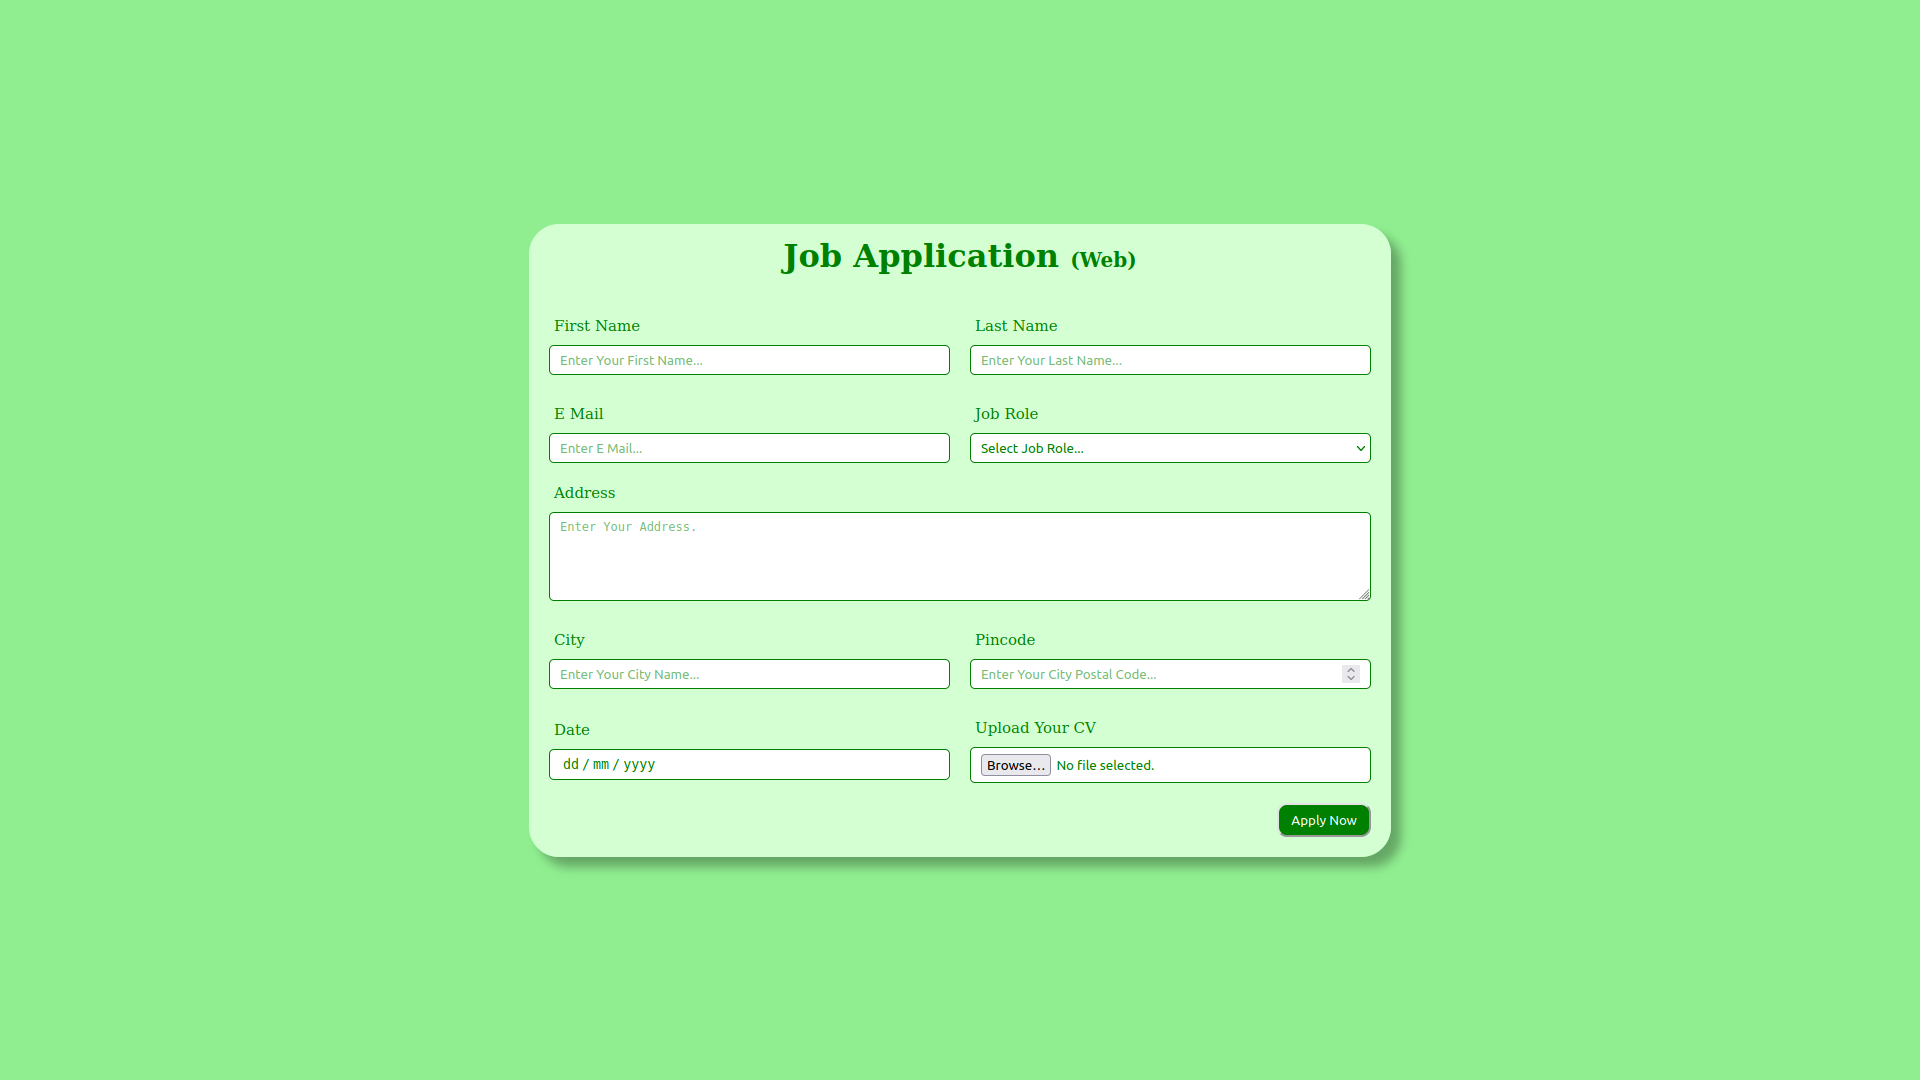 Job Application (Web)
First Name
Last Name
Enter Your First Name...
Enter Your Last Name...
E Mail
Job Role
Enter E Mail...
Select Job Role...
Address
Enter Your Address.
City
Pincode
Enter Your City Name...
Enter Your City Postal Code...
Date
Upload Your CV
dd / mm / yyyy
Browse... No file selected.
Apply Now